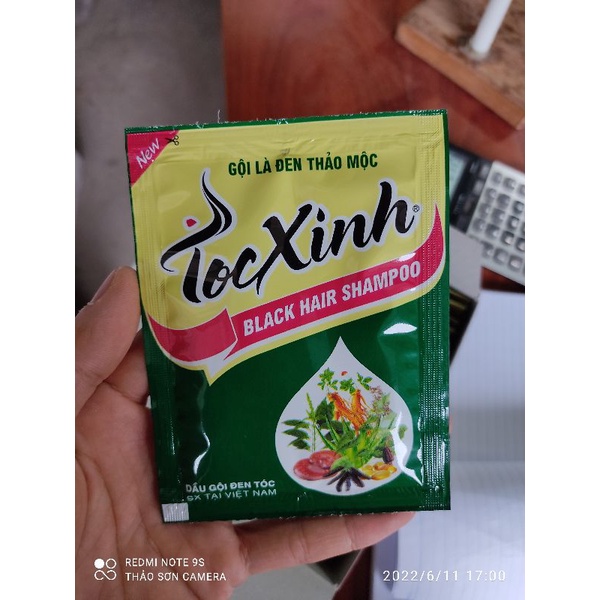 New
GỘI LÀ ĐEN THẢO MỘC
TocXinh®
BLACK HAIR SHAMPOO
DẦU GỘI ĐEN TÓC
SX TẠI VIỆT NAM
REDMI NOTE 9S
THẢO SƠN CAMERA
2022/6/11 17:00